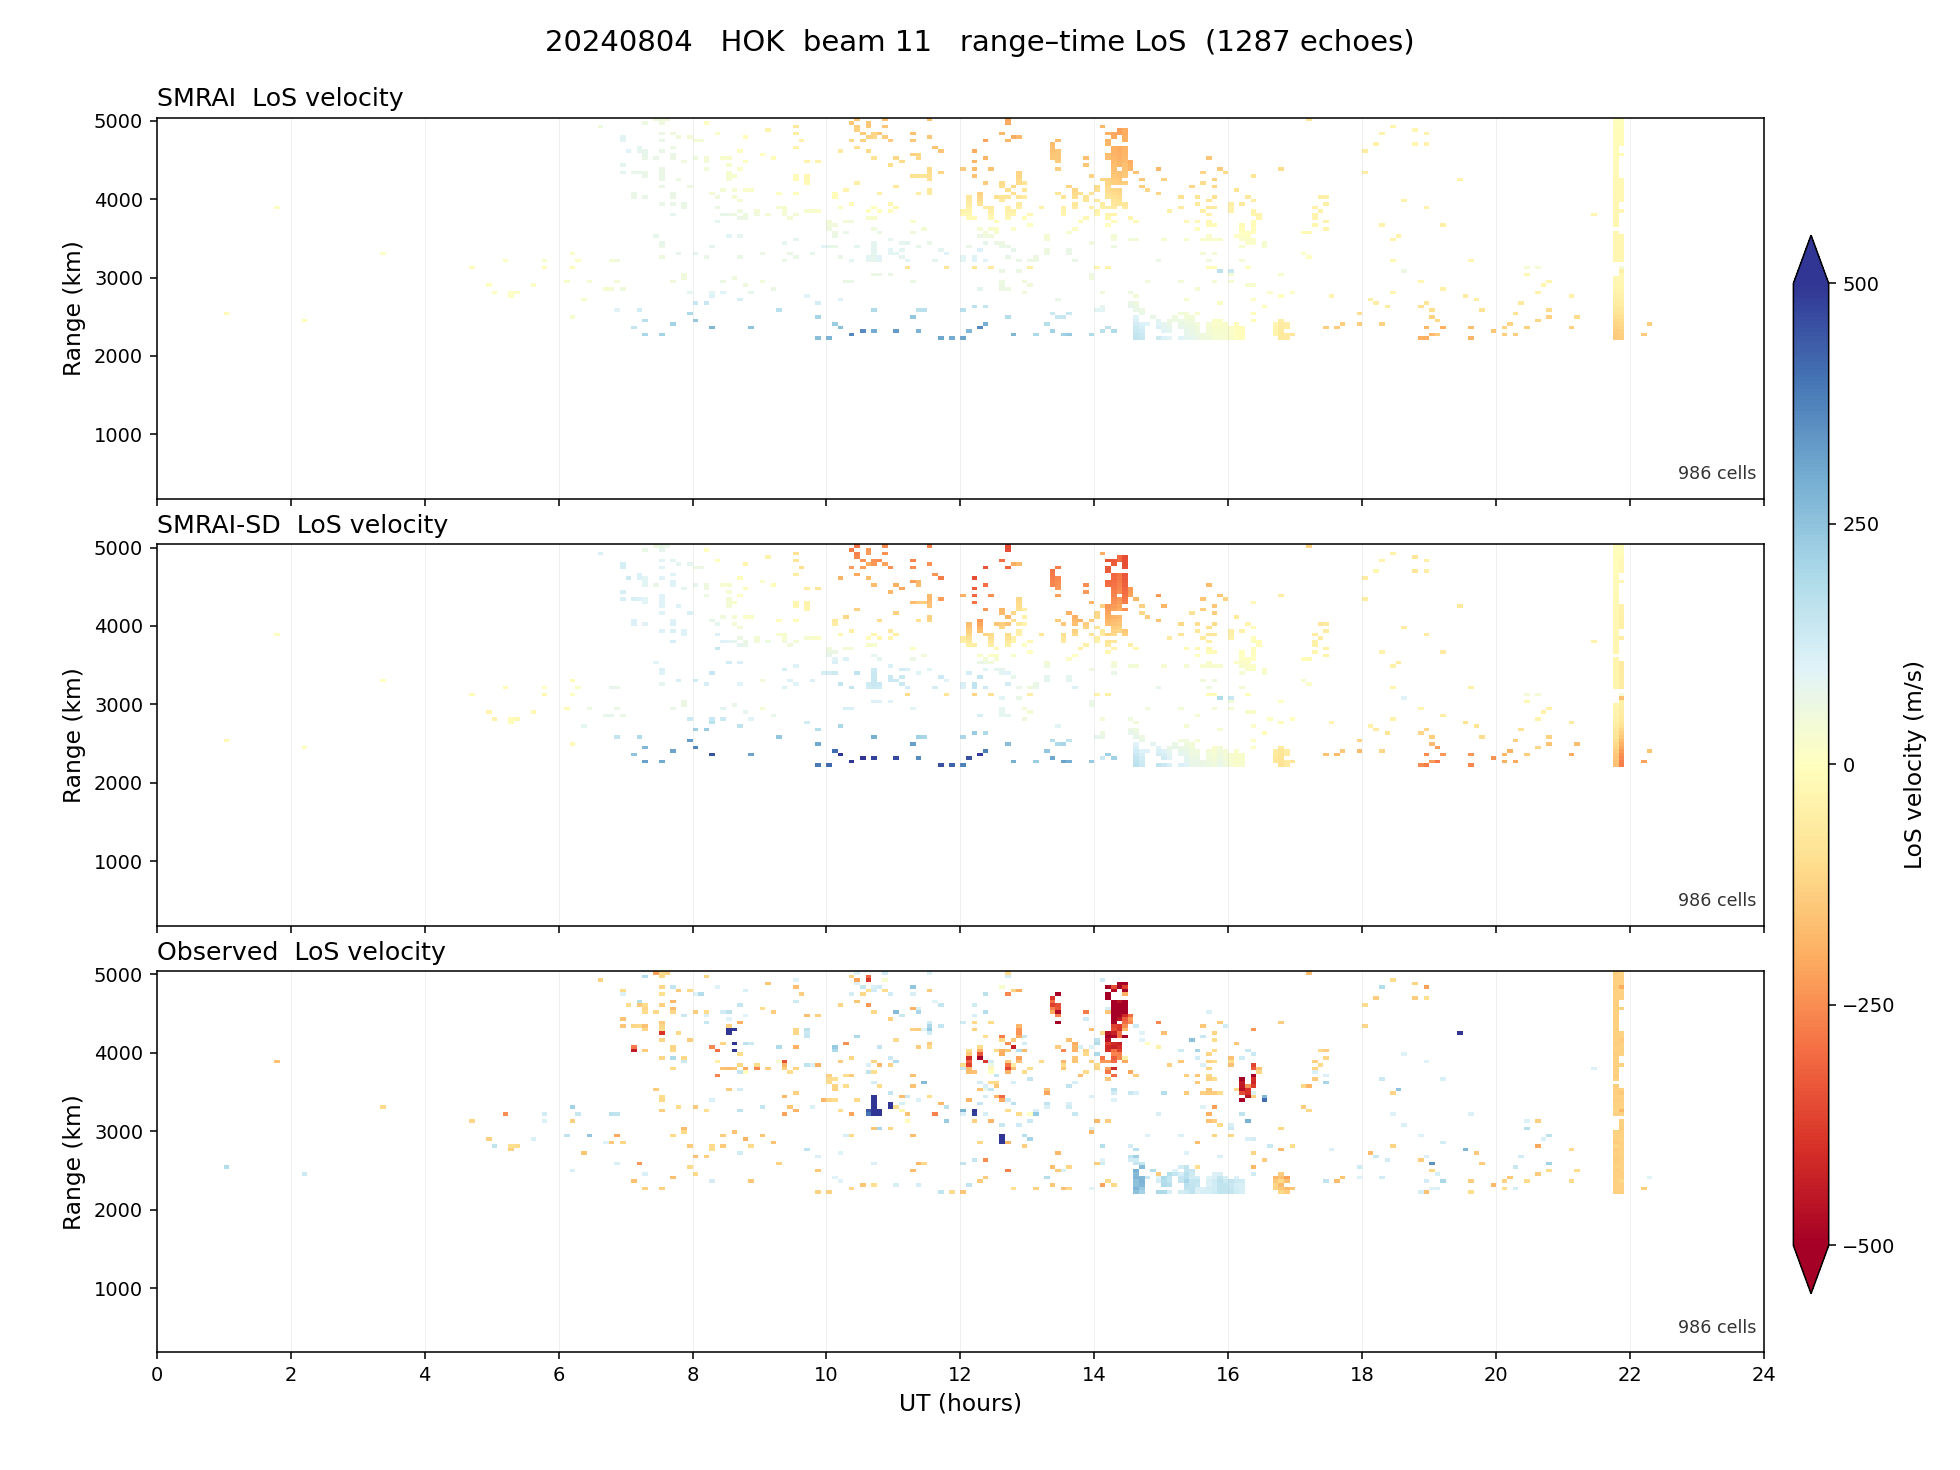 20240804   HOK  beam 11   range–time LoS  (1287 echoes)
SMRAI  LoS velocity
5000
4000
3000
2000
1000
Range (km)
986 cells
SMRAI-SD  LoS velocity
5000
4000
3000
2000
1000
Range (km)
986 cells
Observed  LoS velocity
5000
4000
3000
2000
1000
Range (km)
986 cells
0 2 4 6 8 10 12 14 16 18 20 22 24
UT (hours)
500
250
0
−250
−500
LoS velocity (m/s)